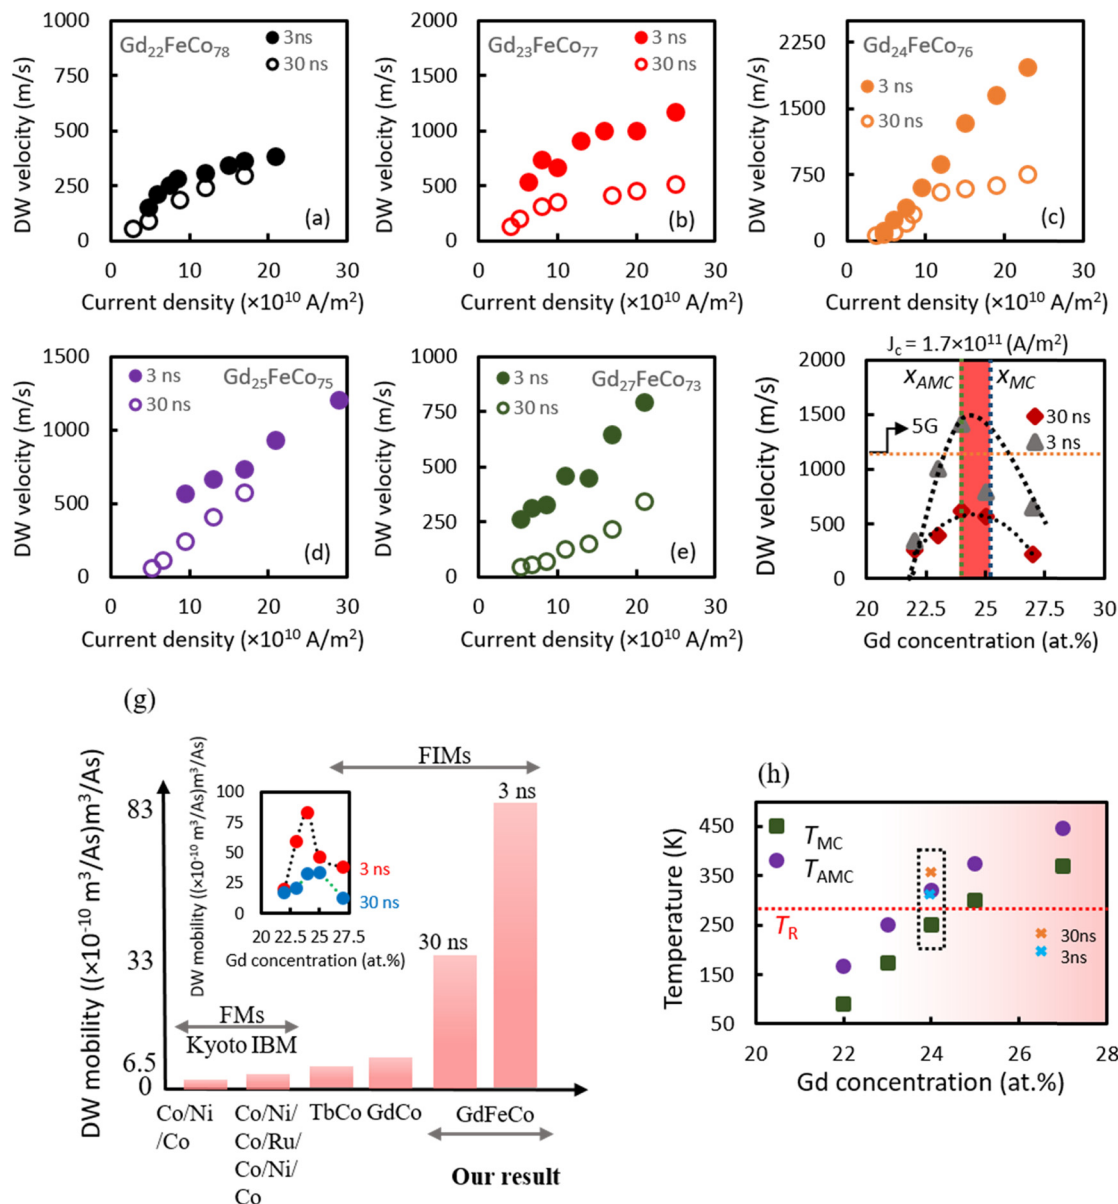 1000
750
500
250
0
DW velocity (m/s)
Gd22FeCo78
3ns
30 ns
(a)
0 10 20 30
Current density (×10^10 A/m^2)
2000
1500
1000
500
0
DW velocity (m/s)
Gd23FeCo77
3 ns
30 ns
(b)
0 10 20 30
Current density (×10^10 A/m^2)
2250
1500
750
0
DW velocity (m/s)
Gd24FeCo76
3 ns
30 ns
(c)
0 10 20 30
Current density (×10^10 A/m^2)
1500
1000
500
0
DW velocity (m/s)
3 ns
30 ns
Gd25FeCo75
(d)
0 10 20 30
Current density (×10^10 A/m^2)
1000
750
500
250
0
DW velocity (m/s)
3 ns
30 ns
Gd27FeCo73
(e)
0 10 20 30
Current density (×10^10 A/m^2)
Jc = 1.7×10^11 (A/m^2)
2000
1500
1000
500
0
DW velocity (m/s)
xAMC
xMC
5G
30 ns
3 ns
20 22.5 25 27.5 30
Gd concentration (at.%)
(g)
DW mobility ((×10^-10 m^3/As)m^3/As)
83
33
6.5
0
DW mobility ((×10^-10 m^3/As)m^3/As)
100
75
50
25
0
3 ns
30 ns
20 22.5 25 27.5
Gd concentration (at.%)
FIMs
3 ns
30 ns
FMs
Kyoto IBM
Co/Ni
/Co
Co/Ni/
Co/Ru/
Co/Ni/
Co
TbCo
GdCo
GdFeCo
Our result
(h)
Temperature (K)
450
350
250
150
50
TMC
TAMC
TR
30ns
3ns
20 22 24 26 28
Gd concentration (at.%)